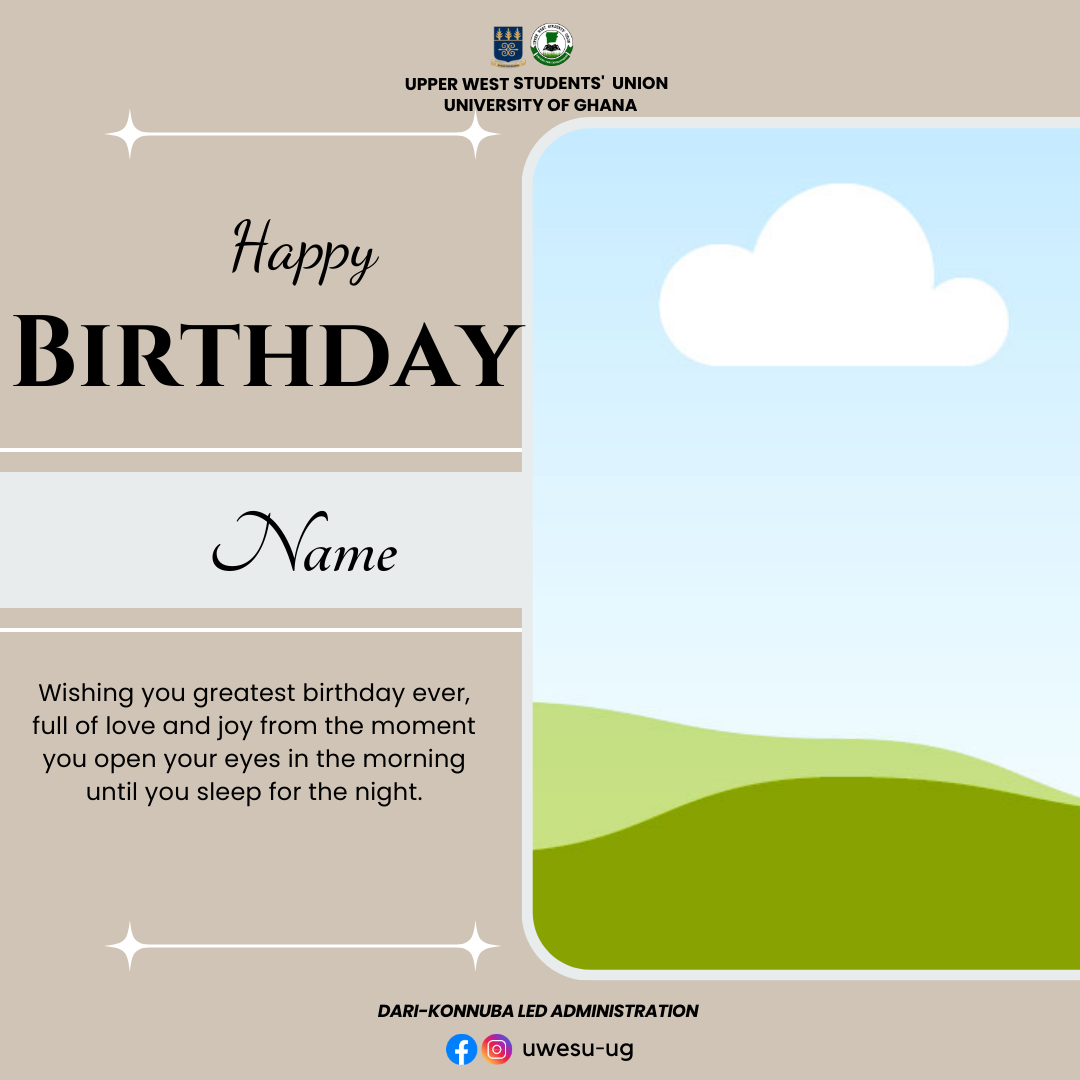 UPPER WEST STUDENTS' UNION
UNIVERSITY OF GHANA
Happy
BIRTHDAY
Name
Wishing you greatest birthday ever,
full of love and joy from the moment
you open your eyes in the morning
until you sleep for the night.
DARI-KONNUBA LED ADMINISTRATION
uwesu-ug